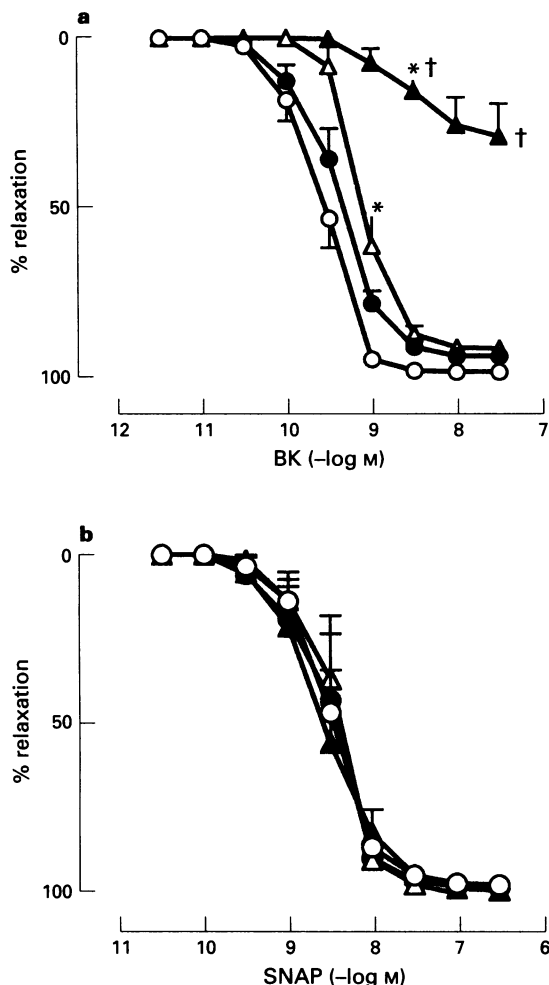 a
0
50
100
% relaxation
* †
†
*
12 11 10 9 8 7
BK (–log M)
b
0
50
100
% relaxation
11 10 9 8 7 6
SNAP (–log M)